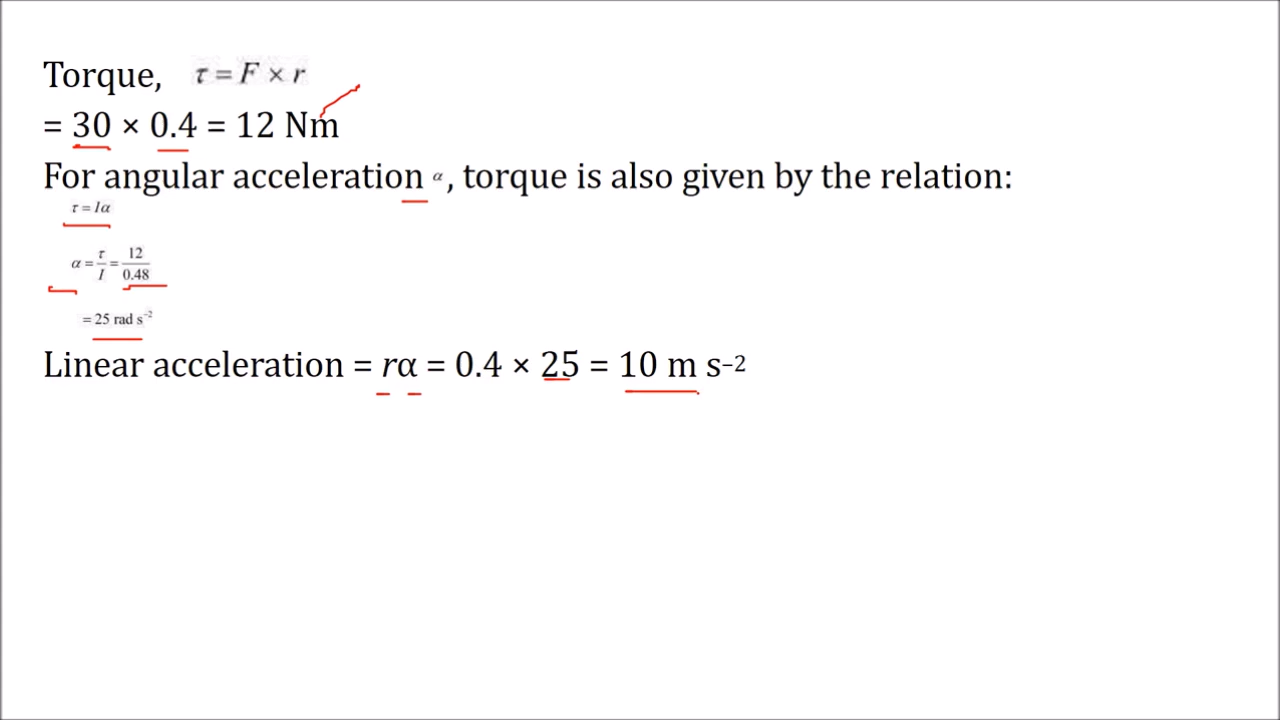 Torque, τ = F × r
= 30 × 0.4 = 12 Nm
For angular acceleration α, torque is also given by the relation:
τ = Iα
α = τ/I = 12/0.48
= 25 rad s⁻²
Linear acceleration = rα = 0.4 × 25 = 10 m s⁻²